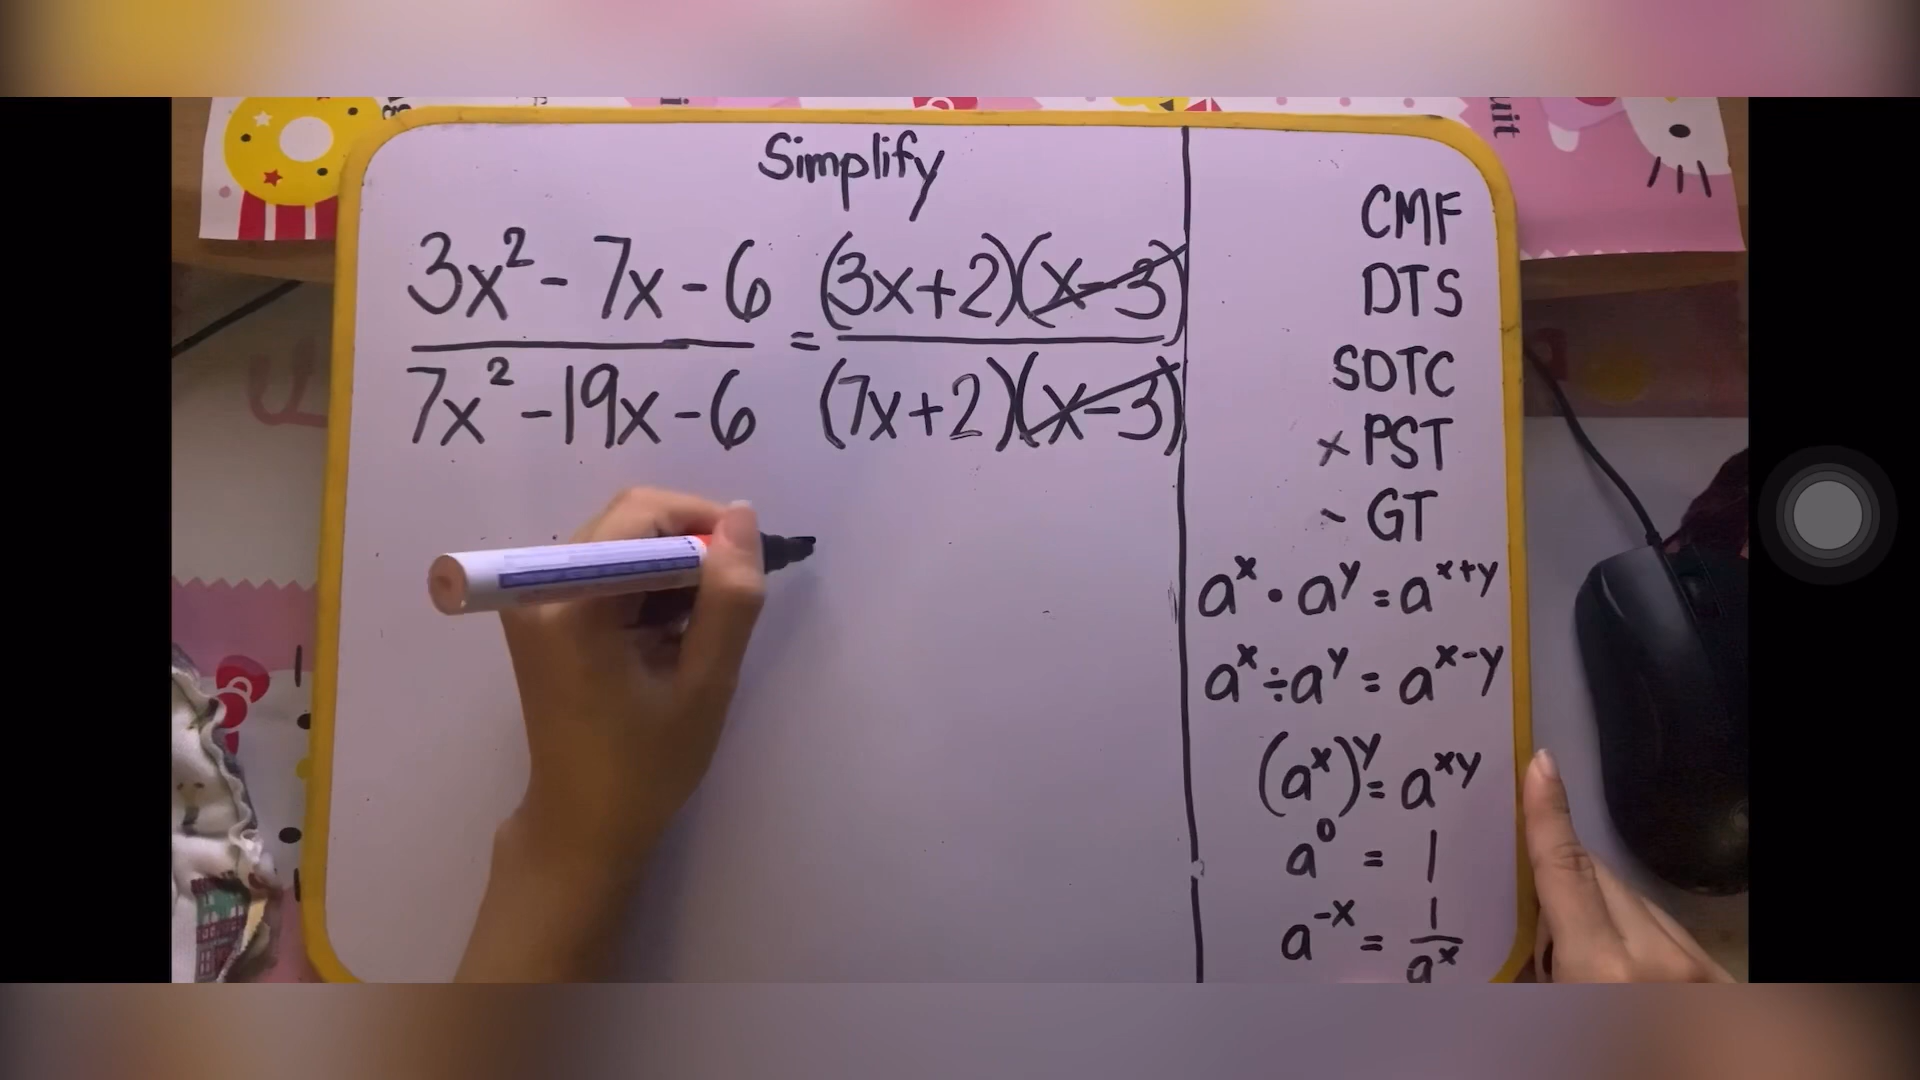 Simplify
3x² - 7x - 6 / 7x² - 19x - 6 = (3x+2)(x-3) / (7x+2)(x-3)
CMF
DTS
SDTC
× PST
- GT
aˣ · aʸ = aˣ⁺ʸ
aˣ ÷ aʸ = aˣ⁻ʸ
(aˣ)ʸ = aˣʸ
a⁰ = 1
a⁻ˣ = 1/aˣ
uit